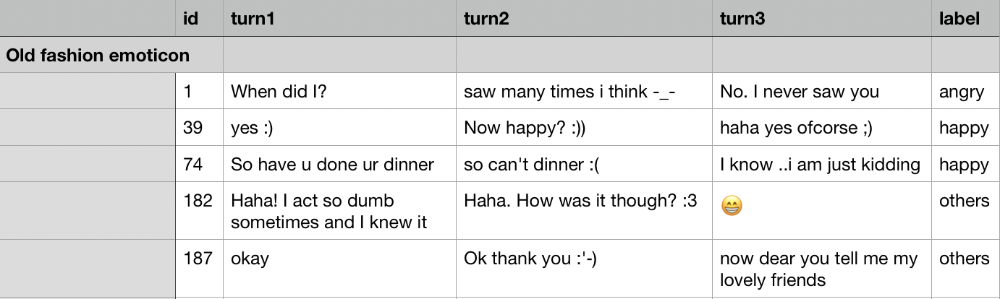 id turn1 turn2 turn3 label
Old fashion emoticon
1 When did I? saw many times i think -_- No. I never saw you angry
39 yes :) Now happy? :)) haha yes ofcorse ;) happy
74 So have u done ur dinner so can't dinner :( I know ..i am just kidding happy
182 Haha! I act so dumb Haha. How was it though? :3 😁 others
sometimes and I knew it
187 okay Ok thank you :'-) now dear you tell me my others
lovely friends